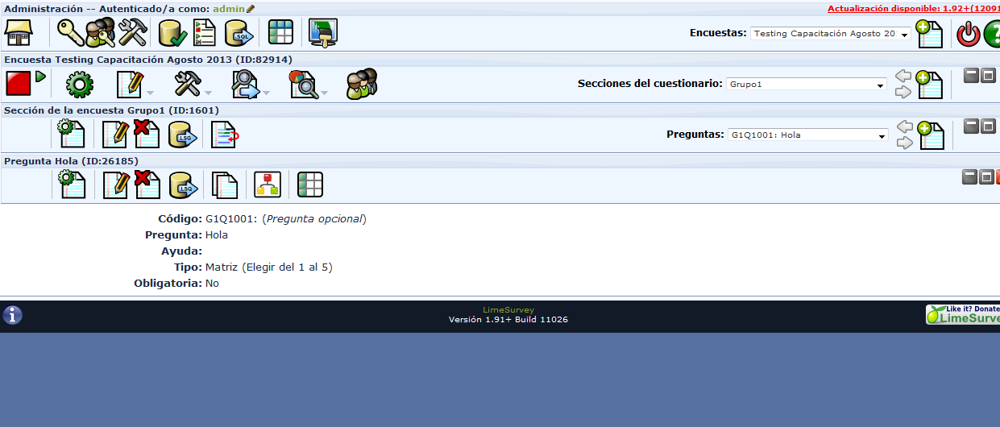 Administración -- Autenticado/a como: admin
Actualización disponible: 1.92+(12091
SQL
Encuestas: Testing Capacitación Agosto 20
Encuesta Testing Capacitación Agosto 2013 (ID:82914)
Secciones del cuestionario: Grupo1
Sección de la encuesta Grupo1 (ID:1601)
LSG
Preguntas: G1Q1001: Hola
Pregunta Hola (ID:26185)
LSQ
Código: G1Q1001: (Pregunta opcional)
Pregunta: Hola
Ayuda:
Tipo: Matriz (Elegir del 1 al 5)
Obligatoria: No
LimeSurvey
Versión 1.91+ Build 11026
Like it? Donate
LimeSurve